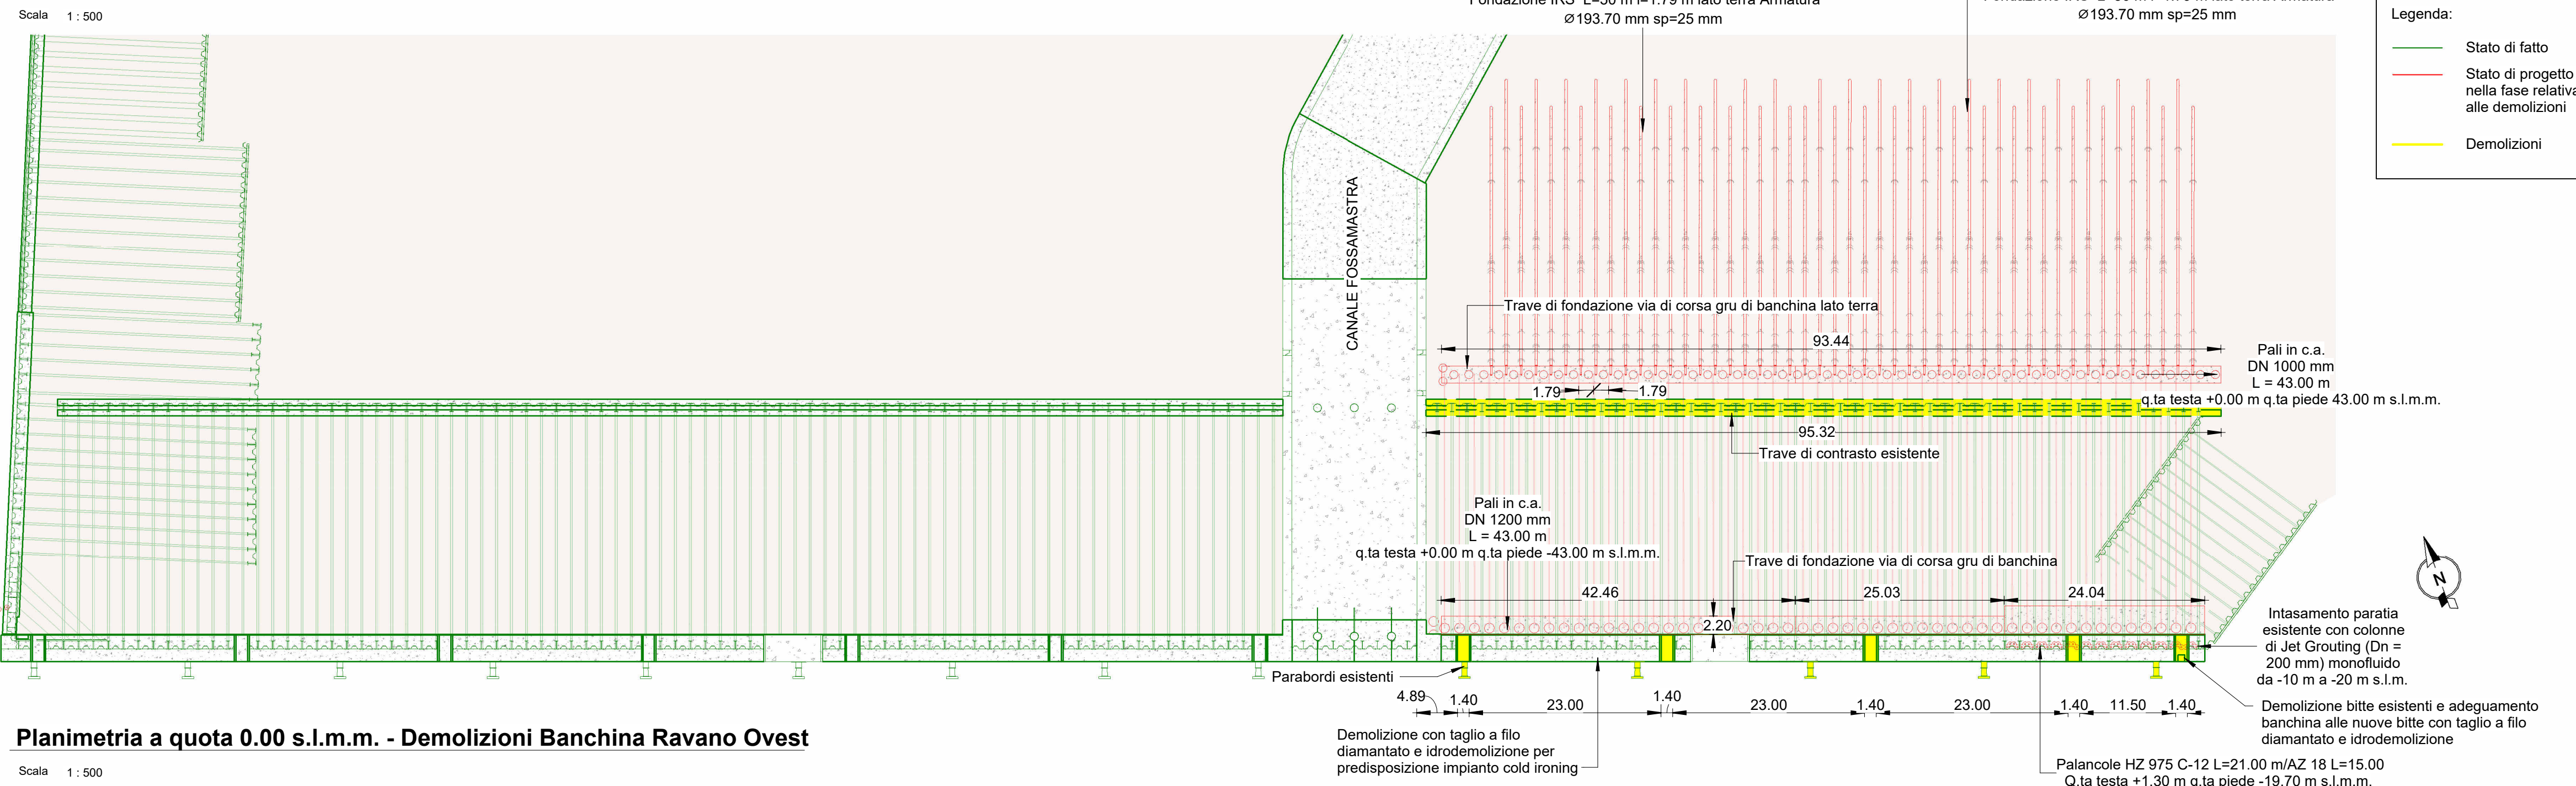 Scala 1 : 500
Ø193.70 mm sp=25 mm
Ø193.70 mm sp=25 mm
Legenda:
Stato di fatto
Stato di progetto
nella fase relativa
alle demolizioni
Demolizioni
CANALE FOSSAMASTRA
Trave di fondazione via di corsa gru di banchina lato terra
93.44
Pali in c.a.
DN 1000 mm
L = 43.00 m
q.ta testa +0.00 m q.ta piede 43.00 m s.l.m.m.
1.79
1.79
95.32
Trave di contrasto esistente
Pali in c.a.
DN 1200 mm
L = 43.00 m
q.ta testa +0.00 m q.ta piede -43.00 m s.l.m.m.
Trave di fondazione via di corsa gru di banchina
42.46
25.03
24.04
2.20
N
Intasamento paratia
esistente con colonne
di Jet Grouting (Dn =
200 mm) monofluido
da -10 m a -20 m s.l.m.
Parabordi esistenti
4.89
1.40
23.00
1.40
23.00
1.40
23.00
1.40
11.50
1.40
Demolizione bitte esistenti e adeguamento
banchina alle nuove bitte con taglio a filo
diamantato e idrodemolizione
Demolizione con taglio a filo
diamantato e idrodemolizione per
predisposizione impianto cold ironing
Palancole HZ 975 C-12 L=21.00 m/AZ 18 L=15.00
Q.ta testa +1.30 m q.ta piede -19.70 m s.l.m.m.
Planimetria a quota 0.00 s.l.m.m. - Demolizioni Banchina Ravano Ovest
Scala 1 : 500